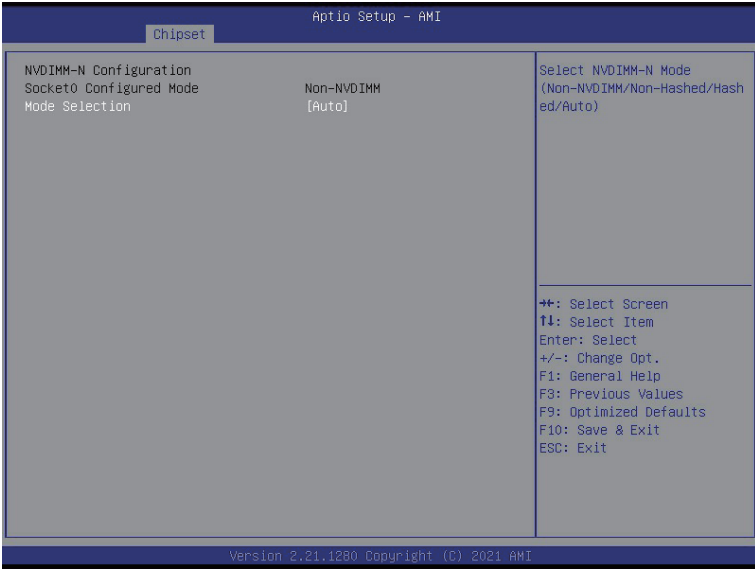 Aptio Setup – AMI
Chipset
NVDIMM-N Configuration
Socket0 Configured Mode Non-NVDIMM
Mode Selection [Auto]
Select NVDIMM-N Mode
(Non-NVDIMM/Non-Hashed/Hash
ed/Auto)
→←: Select Screen
↑↓: Select Item
Enter: Select
+/-: Change Opt.
F1: General Help
F3: Previous Values
F9: Optimized Defaults
F10: Save & Exit
ESC: Exit
Version 2.21.1280 Copyright (C) 2021 AMI